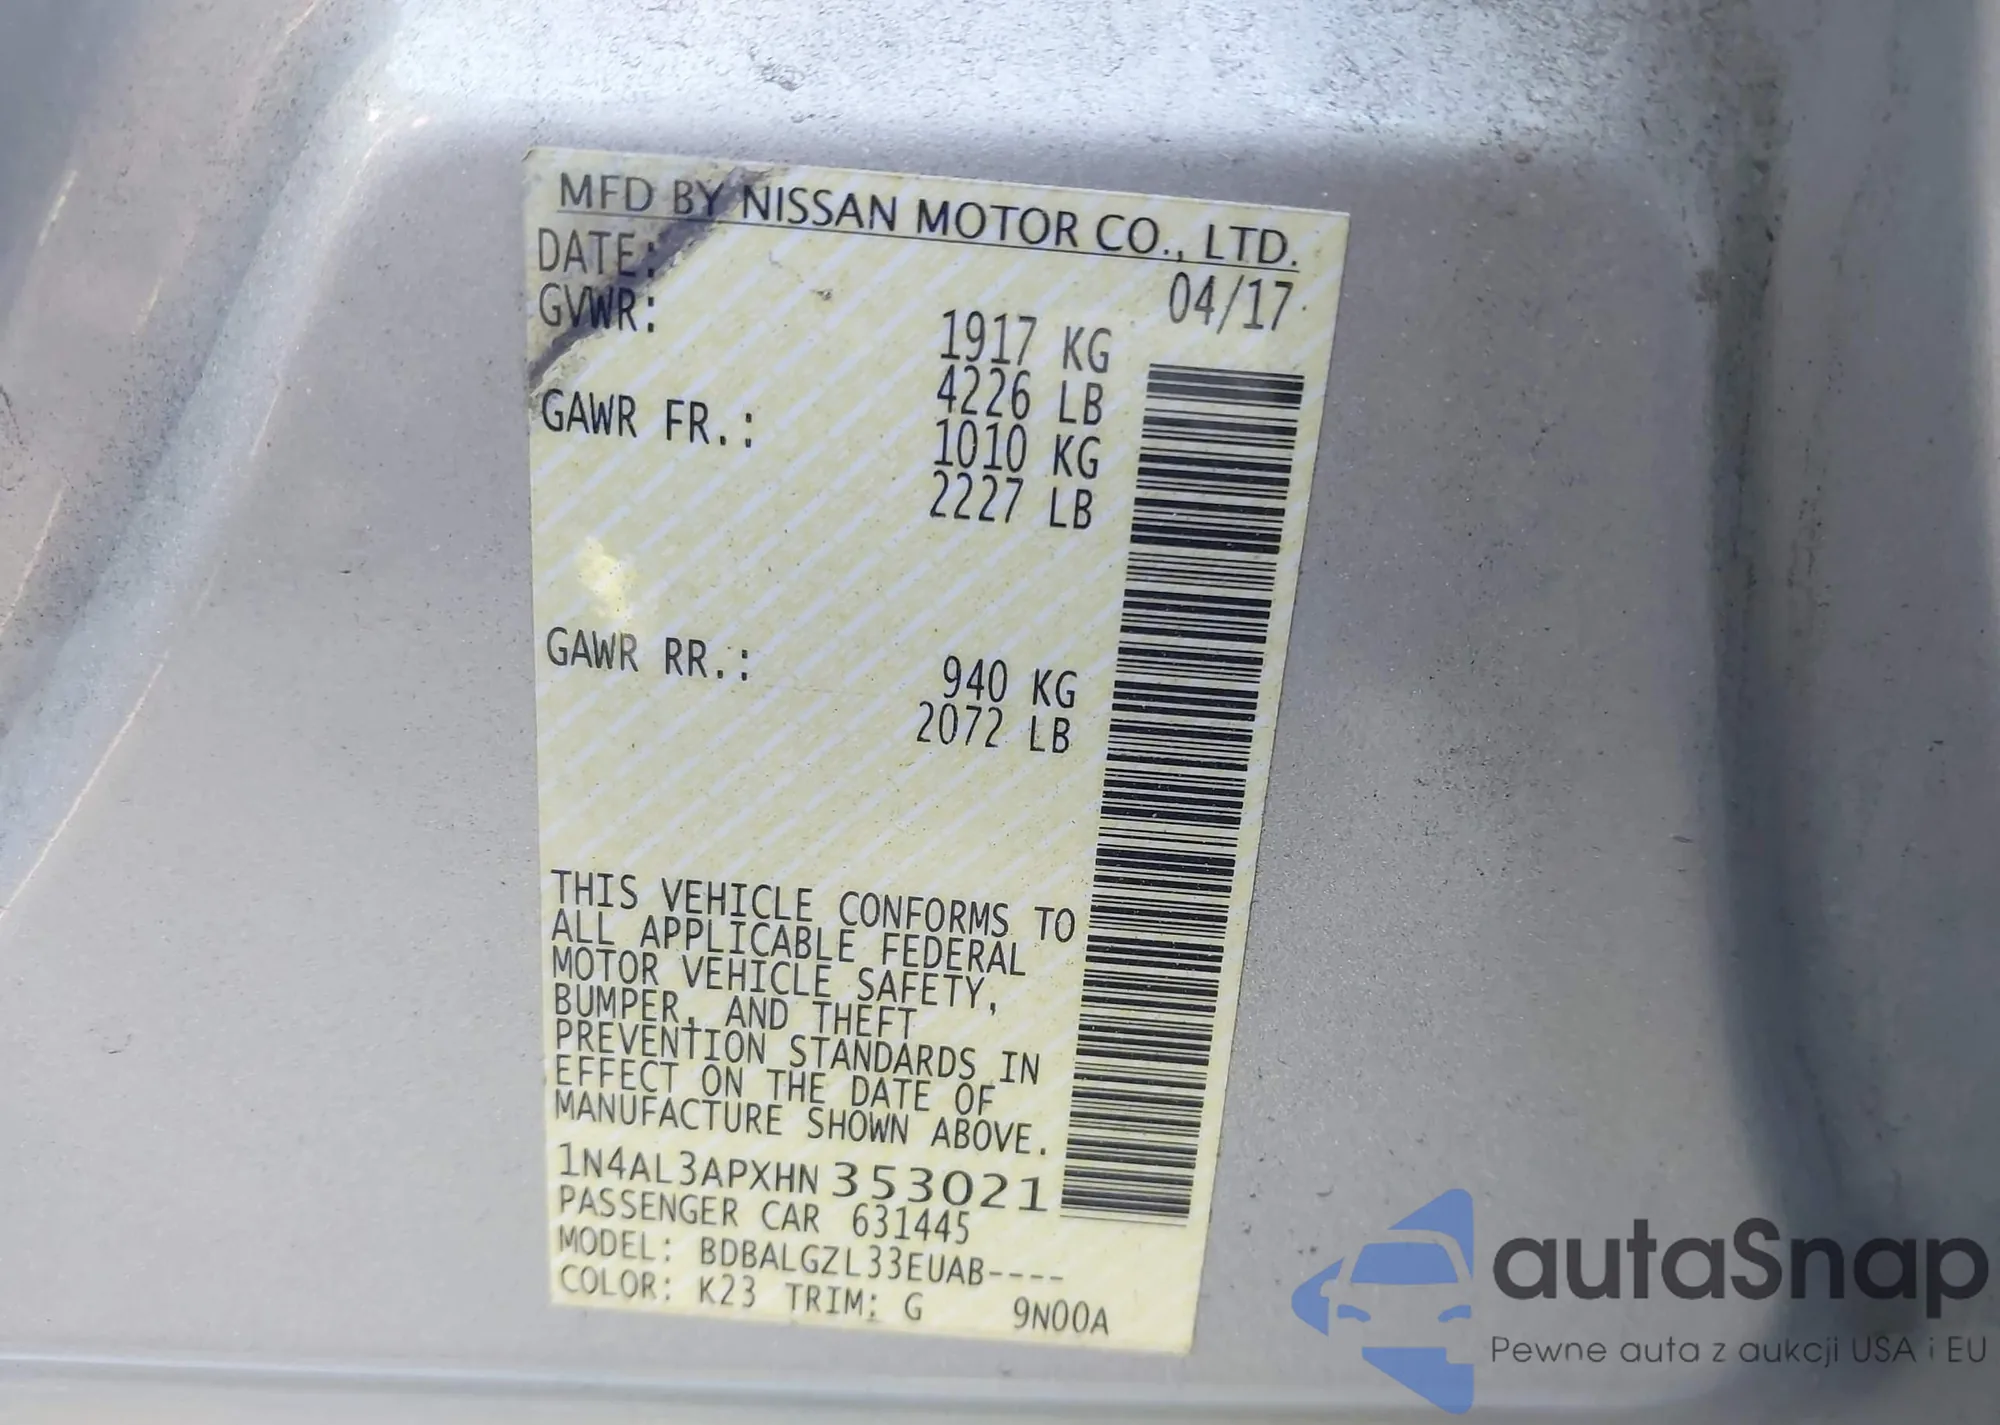 MFD BY NISSAN MOTOR CO., LTD.
DATE: 04/17
GVWR: 1917 KG
4226 LB
GAWR FR.: 1010 KG
2227 LB
GAWR RR.: 940 KG
2072 LB
THIS VEHICLE CONFORMS TO
ALL APPLICABLE FEDERAL
MOTOR VEHICLE SAFETY,
BUMPER, AND THEFT
PREVENTION STANDARDS IN
EFFECT ON THE DATE OF
MANUFACTURE SHOWN ABOVE.
1N4AL3APXHN 353021
PASSENGER CAR 631445
MODEL: BDBALGZL33EUAB----
COLOR: K23 TRIM: G 9N00A
autaSnap
Pewne auta z aukcji USA i EU